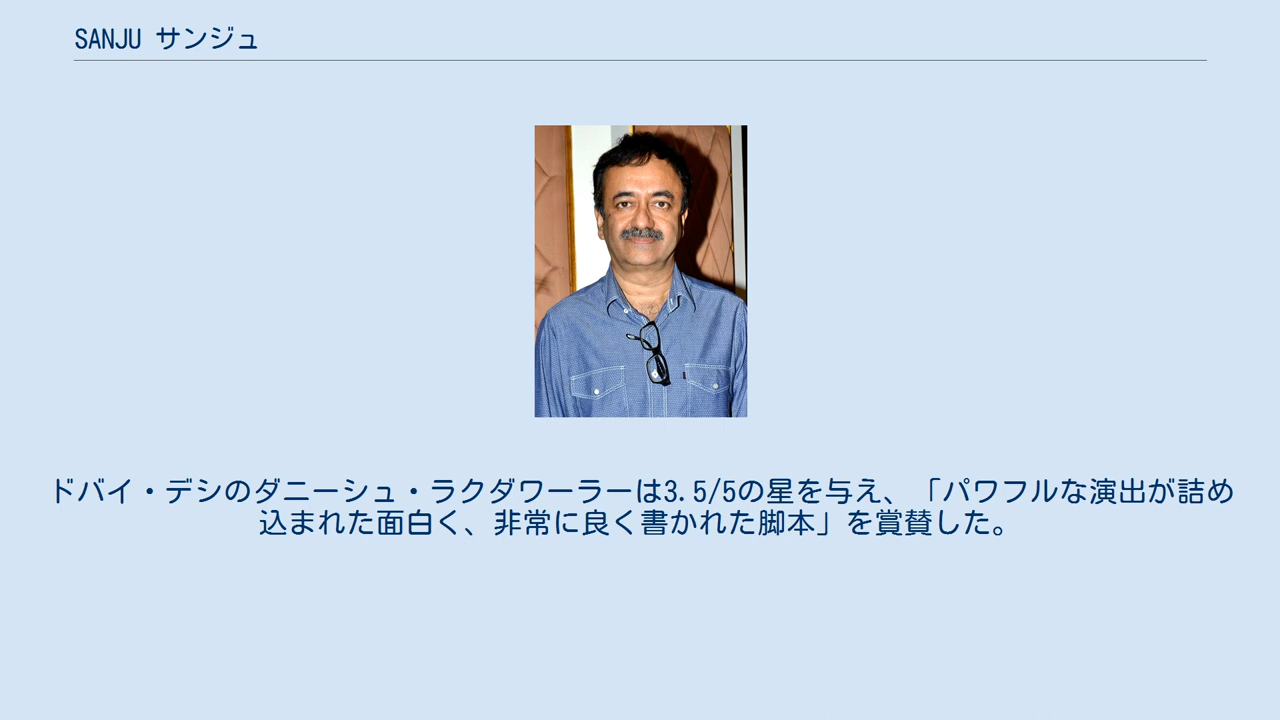 SANJU サンジュ
ドバイ・デシのダニーシュ・ラクダワーラーは3.5/5の星を与え、「パワフルな演出が詰め
込まれた面白く、非常に良く書かれた脚本」を賞賛した。